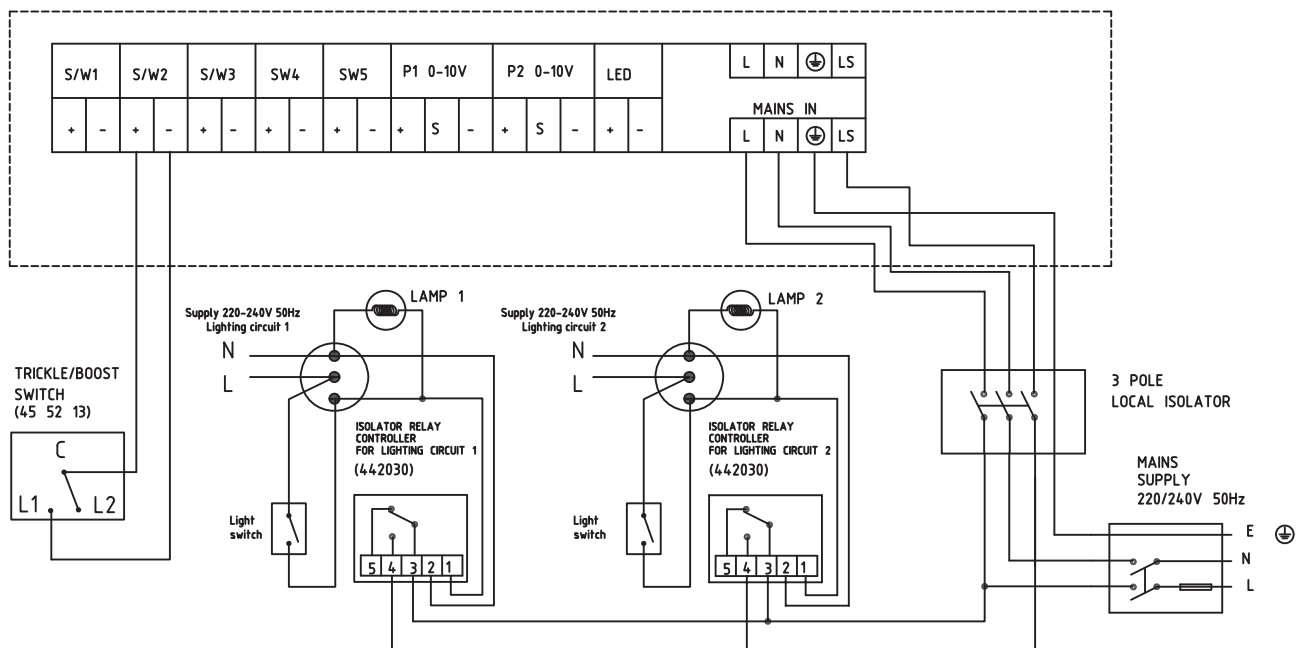 S/W1 S/W2 S/W3 SW4 SW5 P1 0-10V P2 0-10V LED
L N LS
MAINS IN
+ - + - + - + - + - + S - + S - + -
L N LS
LAMP 1
Supply 220-240V 50Hz
Lighting circuit 1
N
L
LAMP 2
Supply 220-240V 50Hz
Lighting circuit 2
N
L
TRICKLE/BOOST
SWITCH
(45 52 13)
C
L1 L2
ISOLATOR RELAY
CONTROLLER
FOR LIGHTING CIRCUIT 1
(442030)
Light
switch
5 4 3 2 1
ISOLATOR RELAY
CONTROLLER
FOR LIGHTING CIRCUIT 2
(442030)
Light
switch
5 4 3 2 1
3 POLE
LOCAL ISOLATOR
MAINS
SUPPLY
220/240V 50Hz
E
N
L